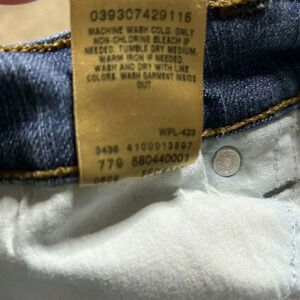 039307429115
MACHINE WASH COLD. ONLY
NON-CHLORINE BLEACH IF
NEEDED. TUMBLE DRY MEDIUM.
WARM IRON IF NEEDED
WASH AND DRY WITH LIKE
COLORS. WASH GARMENT INSIDE
OUT.
WPL-423
0436 4100013597
779 580440001